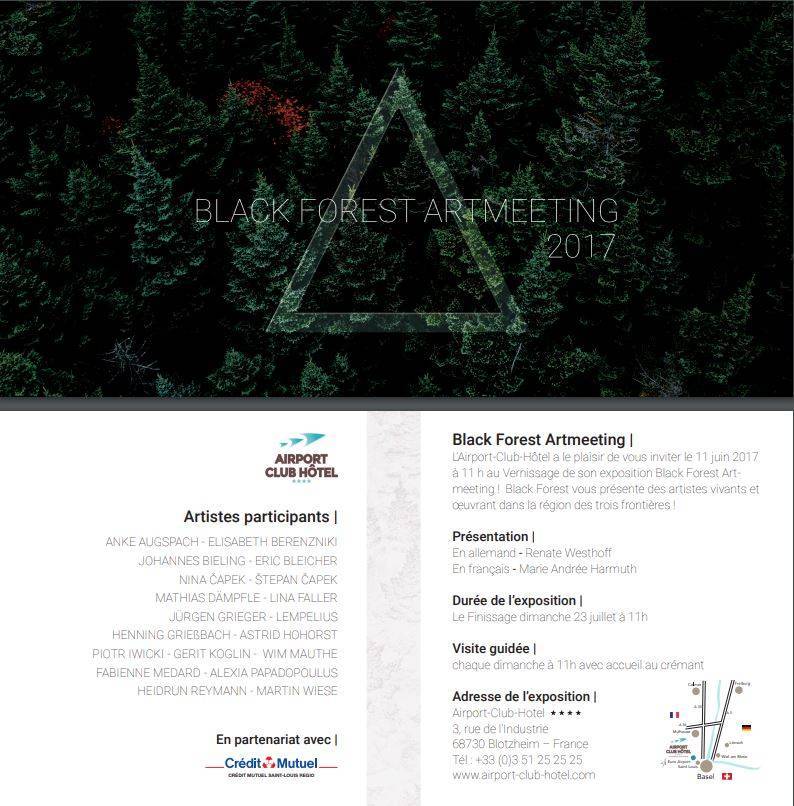 BLACK FOREST ARTMEETING
2017
AIRPORT
CLUB HÔTEL
Artistes participants |
ANKE AUGSPACH - ELISABETH BERENZNIKI
JOHANNES BIELING - ERIC BLEICHER
NINA ČAPEK - ŠTEPAN ČAPEK
MATHIAS DÄMPFLE - LINA FALLER
JÜRGEN GRIEGER - LEMPELIUS
HENNING GRIEßBACH - ASTRID HOHORST
PIOTR IWICKI - GERIT KOGLIN - WIM MAUTHE
FABIENNE MEDARD - ALEXIA PAPADOPOULUS
HEIDRUN REYMANN - MARTIN WIESE
En partenariat avec |
Crédit Mutuel
CRÉDIT MUTUEL SAINT-LOUIS REGIO
Black Forest Artmeeting |
L'Airport-Club-Hôtel a le plaisir de vous inviter le 11 juin 2017
à 11 h au Vernissage de son exposition Black Forest Art-
meeting ! Black Forest vous présente des artistes vivants et
œuvrant dans la région des trois frontières !
Présentation |
En allemand - Renate Westhoff
En français - Marie Andrée Harmuth
Durée de l'exposition |
Le Finissage dimanche 23 juillet à 11h
Visite guidée |
chaque dimanche à 11h avec accueil au crémant
Adresse de l'exposition |
Airport-Club-Hotel ★★★★
3, rue de l'Industrie
68730 Blotzheim – France
Tél : +33 (0)3 51 25 25 25
www.airport-club-hotel.com
Colmar
Freiburg
Mulhouse
Lörrach
AIRPORT
CLUB HÔTEL
Weil am Rhein
Euro Airport
Saint Louis
Basel